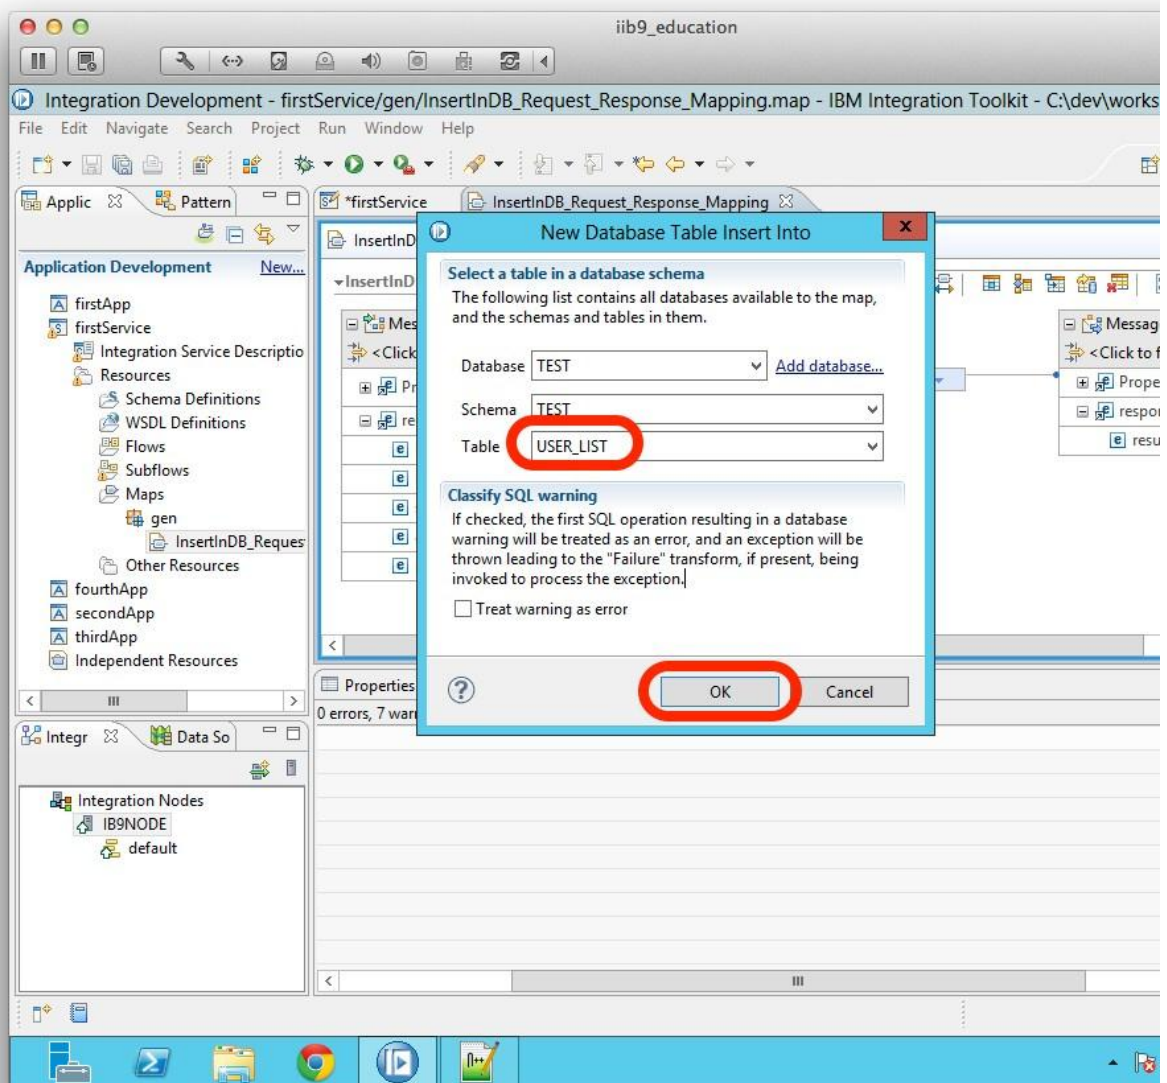 iib9_education
Integration Development - firstService/gen/InsertInDB_Request_Response_Mapping.map - IBM Integration Toolkit - C:\dev\works
File Edit Navigate Search Project Run Window Help
Applic Pattern
*firstService InsertInDB_Request_Response_Mapping
InsertInD
New Database Table Insert Into
Application Development New...
InsertInD
firstApp
firstService
Integration Service Descriptio
Resources
Schema Definitions
WSDL Definitions
Flows
Subflows
Maps
gen
InsertInDB_Reques
Other Resources
fourthApp
secondApp
thirdApp
Independent Resources
Mes
<Click
Pr
re
e
e
e
e
e
Select a table in a database schema
The following list contains all databases available to the map,
and the schemas and tables in them.
Database TEST Add database...
Schema TEST
Table USER_LIST
Classify SQL warning
If checked, the first SQL operation resulting in a database
warning will be treated as an error, and an exception will be
thrown leading to the "Failure" transform, if present, being
invoked to process the exception.
Treat warning as error
? OK Cancel
Messag
<Click to f
Prope
respor
e resu
Properties
0 errors, 7 warr
Integr Data So
Integration Nodes
IB9NODE
default